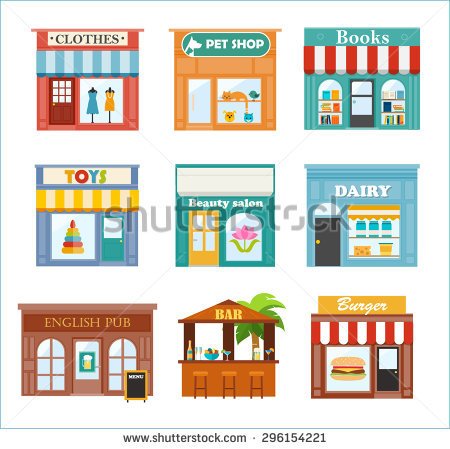 CLOTHES
PET SHOP
Books
TOYS
Beauty salon
DAIRY
ENGLISH PUB
MENU
BAR
Burger
shutterstock
www.shutterstock.com · 296154221